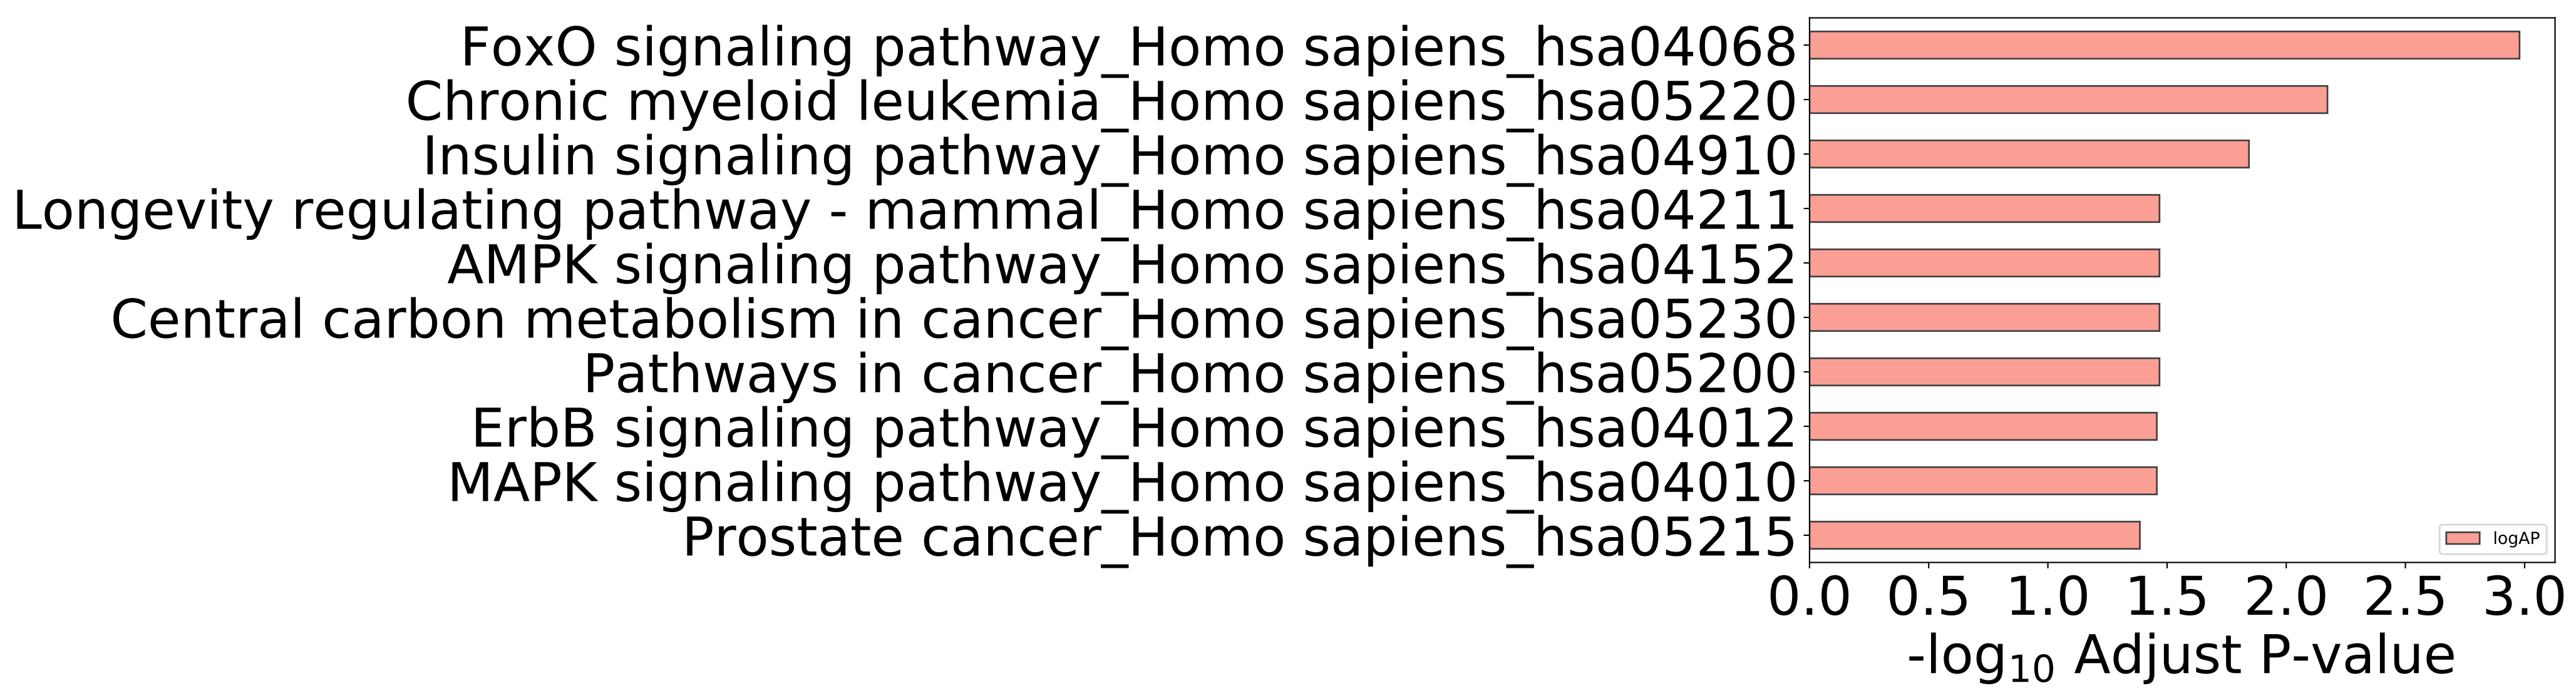 FoxO signaling pathway_Homo sapiens_hsa04068
Chronic myeloid leukemia_Homo sapiens_hsa05220
Insulin signaling pathway_Homo sapiens_hsa04910
Longevity regulating pathway - mammal_Homo sapiens_hsa04211
AMPK signaling pathway_Homo sapiens_hsa04152
Central carbon metabolism in cancer_Homo sapiens_hsa05230
Pathways in cancer_Homo sapiens_hsa05200
ErbB signaling pathway_Homo sapiens_hsa04012
MAPK signaling pathway_Homo sapiens_hsa04010
Prostate cancer_Homo sapiens_hsa05215
logAP
0.0 0.5 1.0 1.5 2.0 2.5 3.0
-log₁₀ Adjust P-value